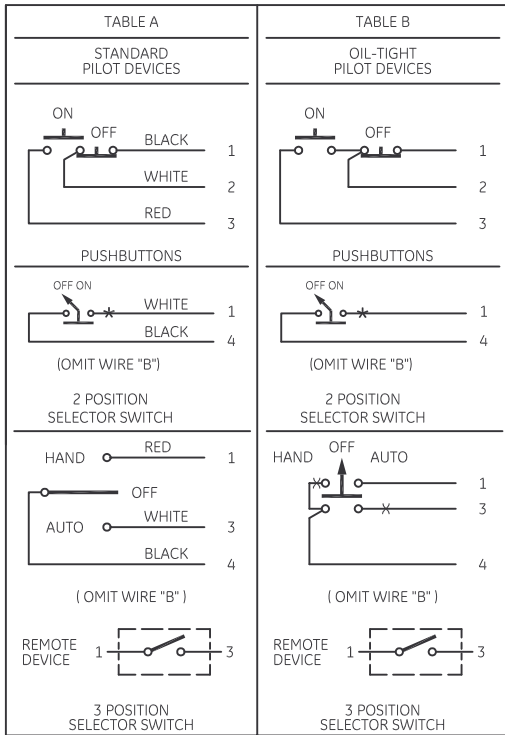 TABLE A
STANDARD
PILOT DEVICES
ON
OFF
BLACK 1
WHITE 2
RED 3
PUSHBUTTONS
OFF ON
WHITE 1
BLACK 4
(OMIT WIRE "B")
2 POSITION
SELECTOR SWITCH
HAND
RED 1
OFF
AUTO
WHITE 3
BLACK 4
( OMIT WIRE "B" )
REMOTE
DEVICE
1 3
3 POSITION
SELECTOR SWITCH
TABLE B
OIL-TIGHT
PILOT DEVICES
ON
OFF
1
2
3
PUSHBUTTONS
OFF ON
1
4
(OMIT WIRE "B")
2 POSITION
SELECTOR SWITCH
HAND OFF AUTO
1
3
4
( OMIT WIRE "B" )
REMOTE
DEVICE
1 3
3 POSITION
SELECTOR SWITCH